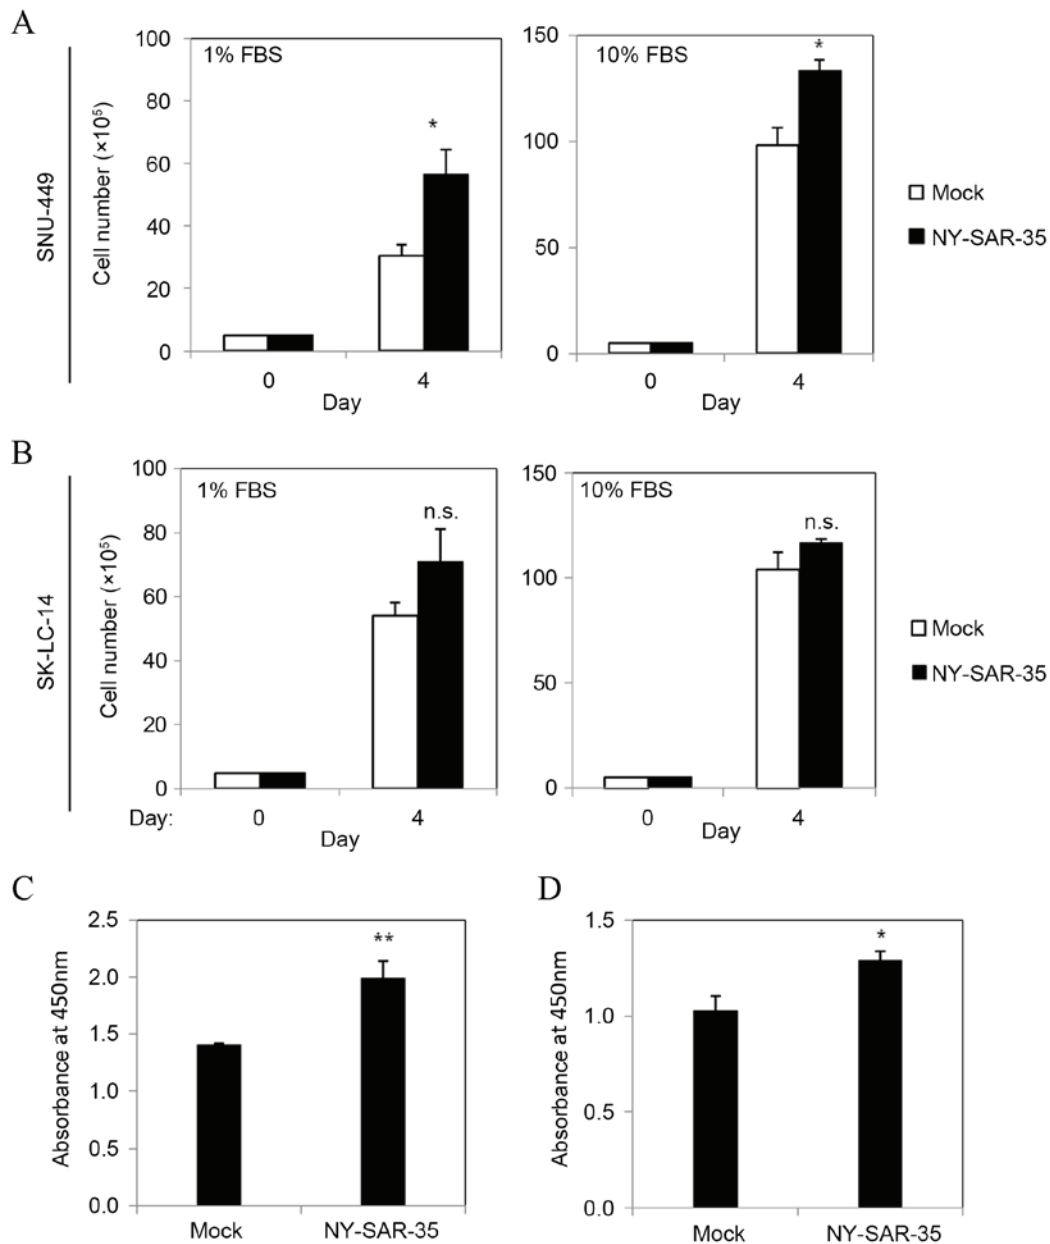 A
SNU-449
Cell number (×10⁵)
1% FBS
100
80
60
40
20
0
*
0
4
Day
10% FBS
150
100
50
0
*
0
4
Day
Mock
NY-SAR-35
B
SK-LC-14
Cell number (×10⁵)
1% FBS
100
80
60
40
20
0
n.s.
Day:
0
4
Day
10% FBS
150
100
50
0
n.s.
0
4
Day
Mock
NY-SAR-35
C
Absorbance at 450nm
2.5
2.0
1.5
1.0
0.5
0.0
**
Mock
NY-SAR-35
D
Absorbance at 450nm
1.5
1.0
0.5
0.0
*
Mock
NY-SAR-35